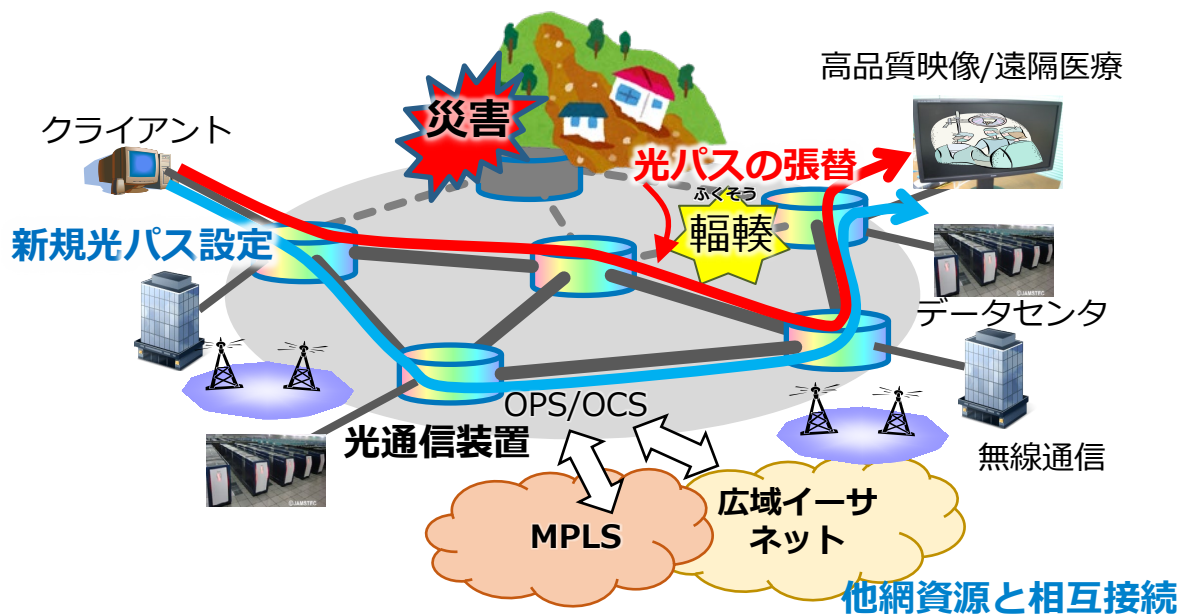 高品質映像/遠隔医療
災害
クライアント
光パスの張替
ふくそう
輻輳
新規光パス設定
データセンタ
OPS/OCS
光通信装置
無線通信
広域イーサ
ネット
MPLS
他網資源と相互接続
©JAMSTEC
©JAMSTEC